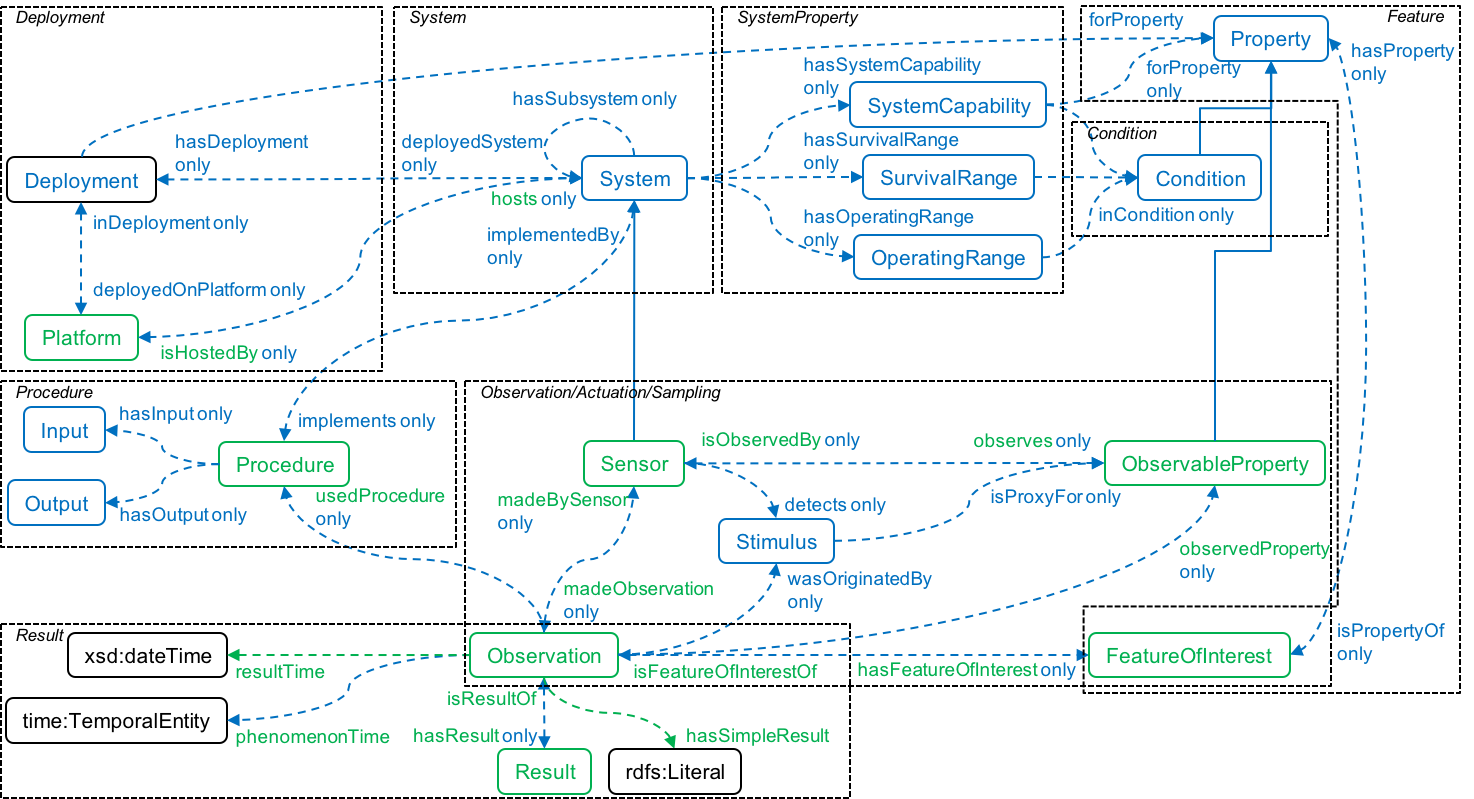 Deployment
System
SystemProperty
Feature
forProperty
Property
hasProperty
only
hasSystemCapability
only
forProperty
only
SystemCapability
hasSubsystem only
Condition
hasDeployment
only
deployedSystem
only
hasSurvivalRange
only
Deployment
System
SurvivalRange
Condition
hosts only
inDeployment only
implementedBy
only
hasOperatingRange
only
inCondition only
OperatingRange
deployedOnPlatform only
Platform
isHostedBy only
Procedure
Observation/Actuation/Sampling
hasInput only
Input
implements only
isObservedBy only
observes only
Procedure
Sensor
ObservableProperty
Output
hasOutput only
usedProcedure
only
madeBySensor
only
detects only
isProxyFor only
Stimulus
observedProperty
only
madeObservation
only
wasOriginatedBy
only
Result
isPropertyOf
only
xsd:dateTime
Observation
FeatureOfInterest
resultTime
isFeatureOfInterestOf
hasFeatureOfInterest only
isResultOf
time:TemporalEntity
phenomenonTime
hasResult only
hasSimpleResult
Result
rdfs:Literal